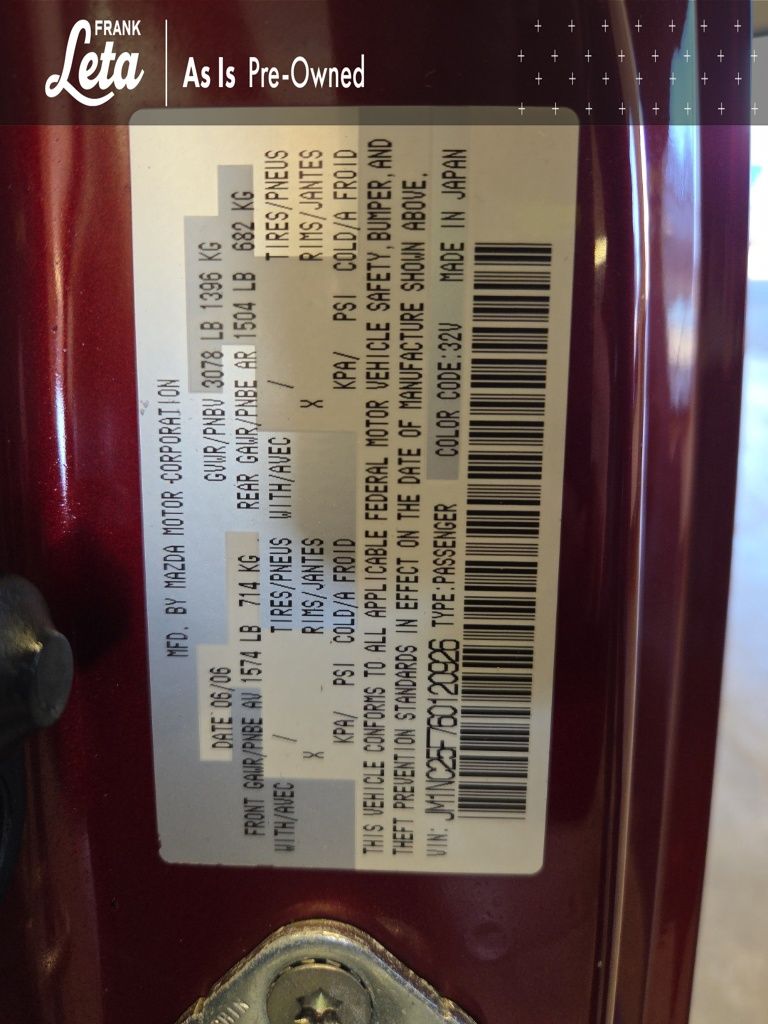 FRANK
Leta
As Is Pre-Owned
MFD. BY MAZDA MOTOR CORPORATION
DATE 06/06 GVWR/PNBV 3078 LB 1396 KG
FRONT GAWR/PNBE AV 1574 LB 714 KG REAR GAWR/PNBE AR 1504 LB 682 KG
WITH/AVEC / TIRES/PNEUS WITH/AVEC / TIRES/PNEUS
X RIMS/JANTES X RIMS/JANTES
KPA/ PSI COLD/A FROID KPA/ PSI COLD/A FROID
THIS VEHICLE CONFORMS TO ALL APPLICABLE FEDERAL MOTOR VEHICLE SAFETY, BUMPER, AND
THEFT PREVENTION STANDARDS IN EFFECT ON THE DATE OF MANUFACTURE SHOWN ABOVE.
VIN: JM1NC25F760120926 TYPE:PASSENGER COLOR CODE:32V MADE IN JAPAN